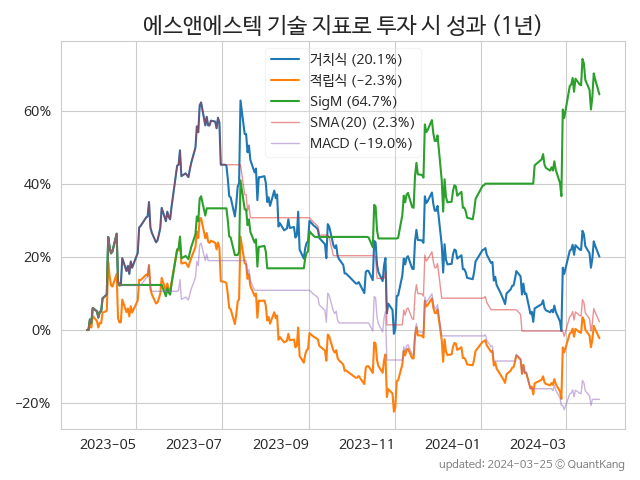 에스앤에스텍 기술 지표로 투자 시 성과 (1년)
거치식 (20.1%)
적립식 (−2.3%)
SigM (64.7%)
SMA(20) (2.3%)
MACD (−19.0%)
60%
40%
20%
0%
−20%
2023-05 2023-07 2023-09 2023-11 2024-01 2024-03
updated: 2024-03-25 © QuantKang